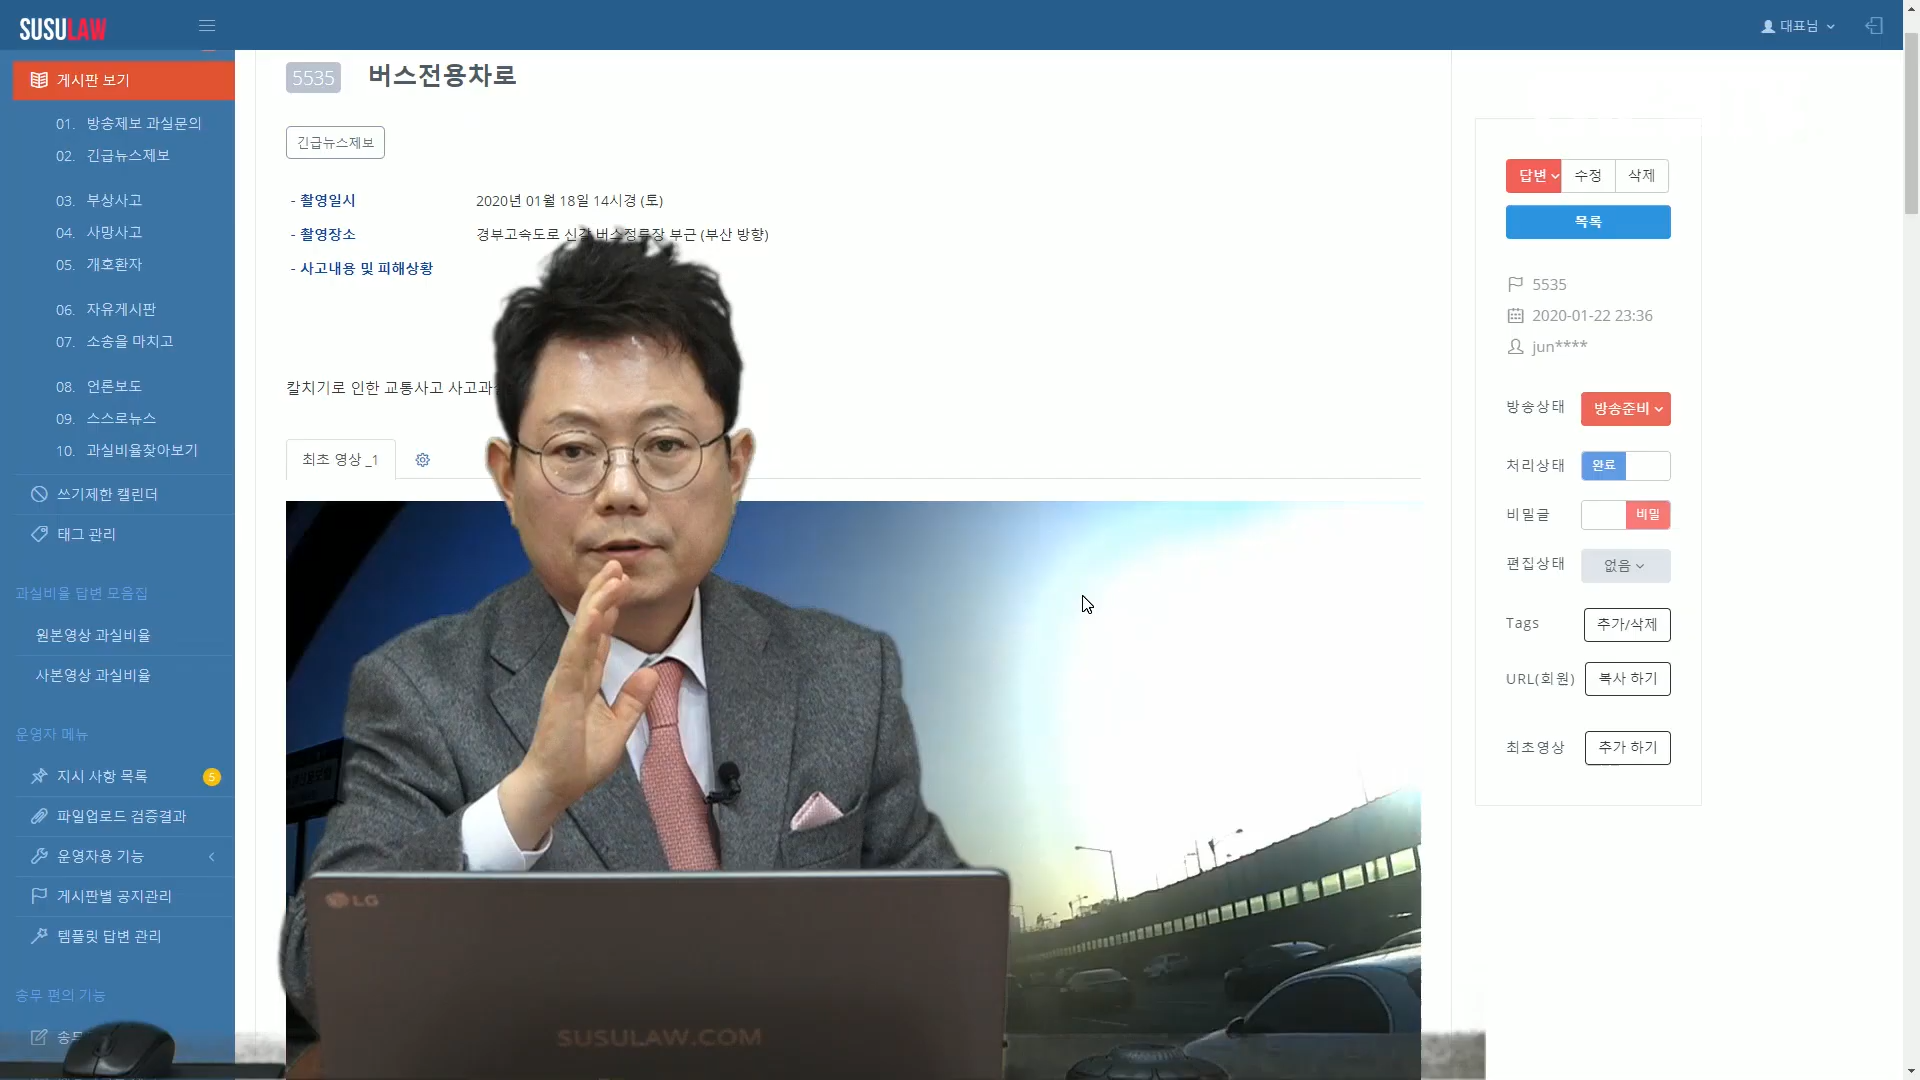 SUSULAW
대표님
게시판 보기
01. 방송제보 과실문의
02. 긴급뉴스제보
03. 부상사고
04. 사망사고
05. 개호환자
06. 자유게시판
07. 소송을 마치고
08. 언론보도
09. 스스로뉴스
10. 과실비율찾아보기
쓰기제한 캘린더
태그 관리
과실비율 답변 모음집
원본영상 과실비율
사본영상 과실비율
운영자 메뉴
지시 사항 목록 5
파일업로드 검증결과
운영자용 기능
게시판별 공지관리
템플릿 답변 관리
송무 편의 기능
5535 버스전용차로
긴급뉴스제보
- 촬영일시 2020년 01월 18일 14시경 (토)
- 촬영장소 경부고속도로 신갈 버스정류장 부근 (부산 방향)
- 사고내용 및 피해상황
칼치기로 인한 교통사고 사고과
최초 영상 _1
LG
SUSULAW.COM
답변 수정 삭제
목록
5535
2020-01-22 23:36
jun****
방송상태 방송준비
처리상태 완료
비밀글 비밀
편집상태 없음
Tags 추가/삭제
URL(회원) 복사 하기
최초영상 추가 하기